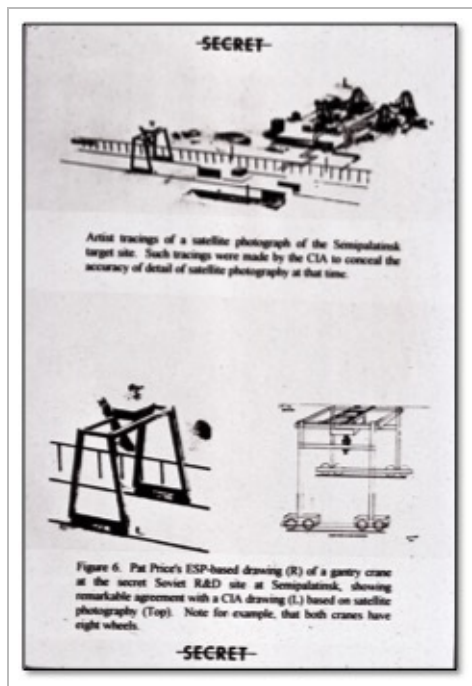 SECRET
Artist tracings of a satellite photograph of the Semipalatinsk
target site. Such tracings were made by the CIA to conceal the
accuracy of detail of satellite photography at that time.
Figure 6. Pat Price's ESP-based drawing (R) of a gantry crane
at the secret Soviet R&D site at Semipalatinsk, showing
remarkable agreement with a CIA drawing (L) based on satellite
photography (Top). Note for example, that both cranes have
eight wheels.
SECRET